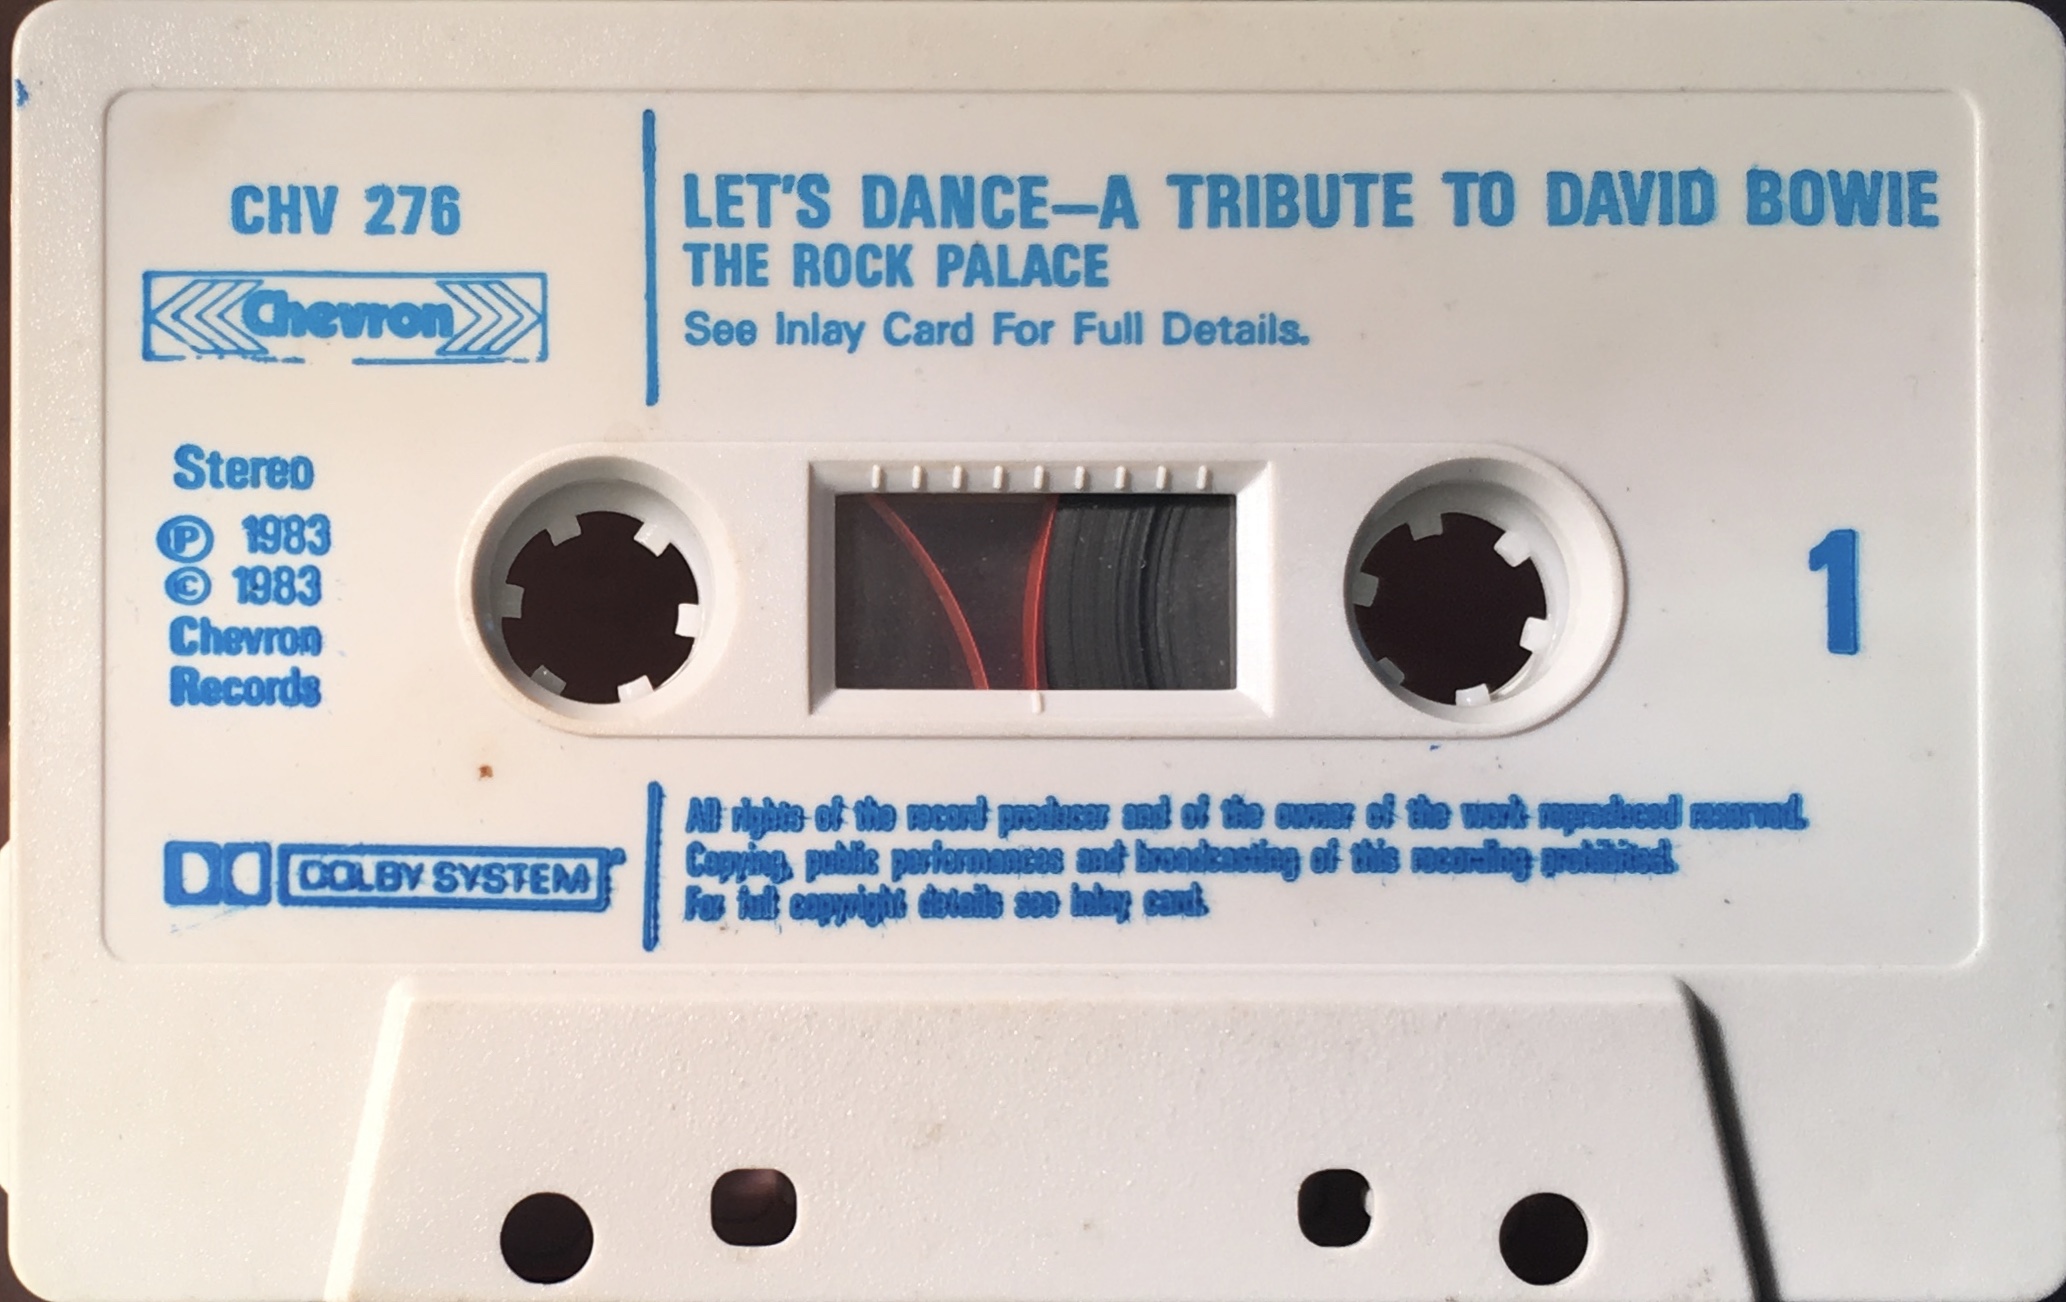 CHV 276
Chevron
LET'S DANCE—A TRIBUTE TO DAVID BOWIE
THE ROCK PALACE
See Inlay Card For Full Details.
Stereo
Ⓟ 1983
© 1983
Chevron
Records
1
DOLBY SYSTEM
All rights of the record producer and of the owner of the work reproduced reserved.
Copying, public performances and broadcasting of this recording prohibited.
For full copyright details see inlay card.